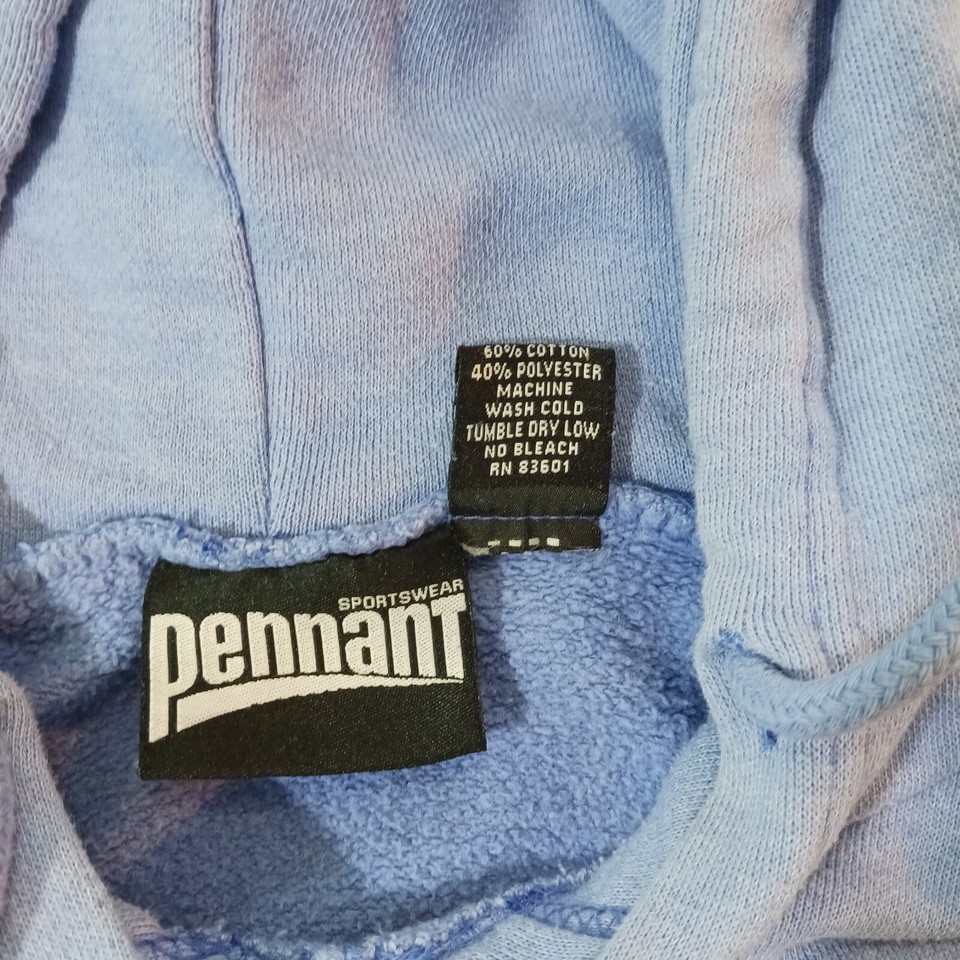 60% COTTON
40% POLYESTER
MACHINE
WASH COLD
TUMBLE DRY LOW
NO BLEACH
RN 83601
SPORTSWEAR
pennant